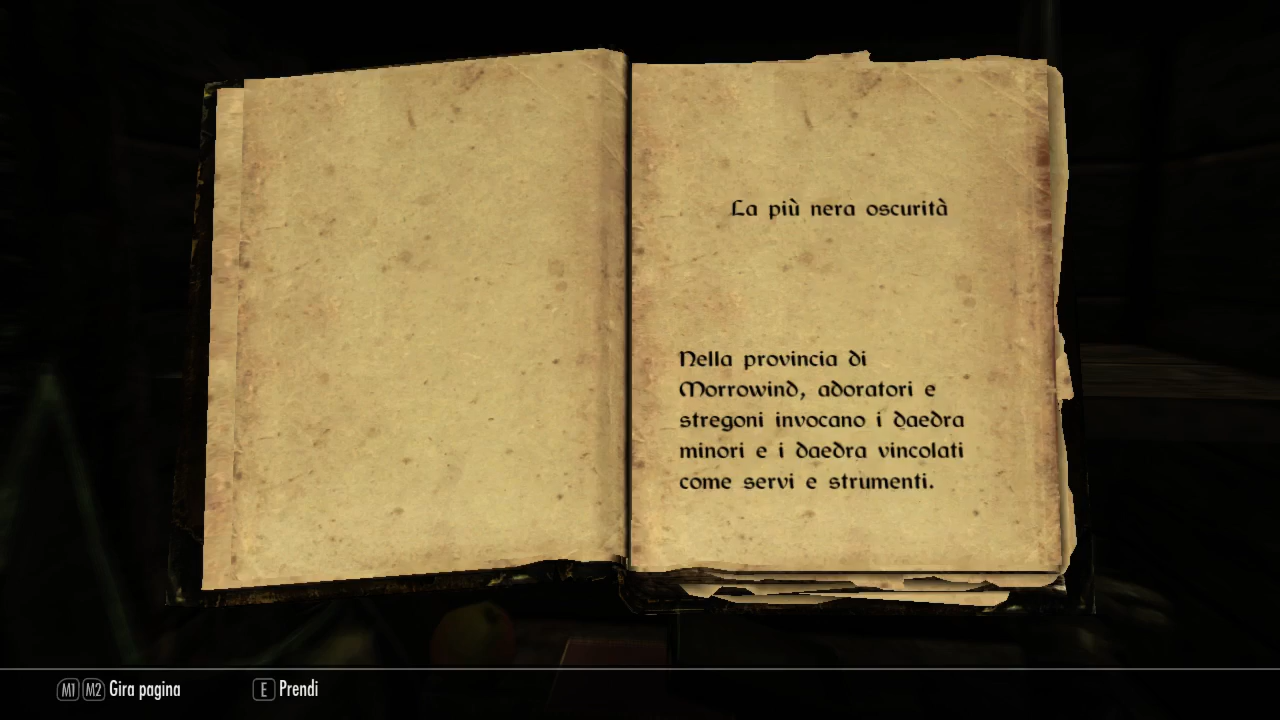 La più nera oscurità
Nella provincia di
Morrowind, adoratori e
stregoni invocano i daedra
minori e i daedra vincolati
come servi e strumenti.
M1 M2 Gira pagina
E Prendi